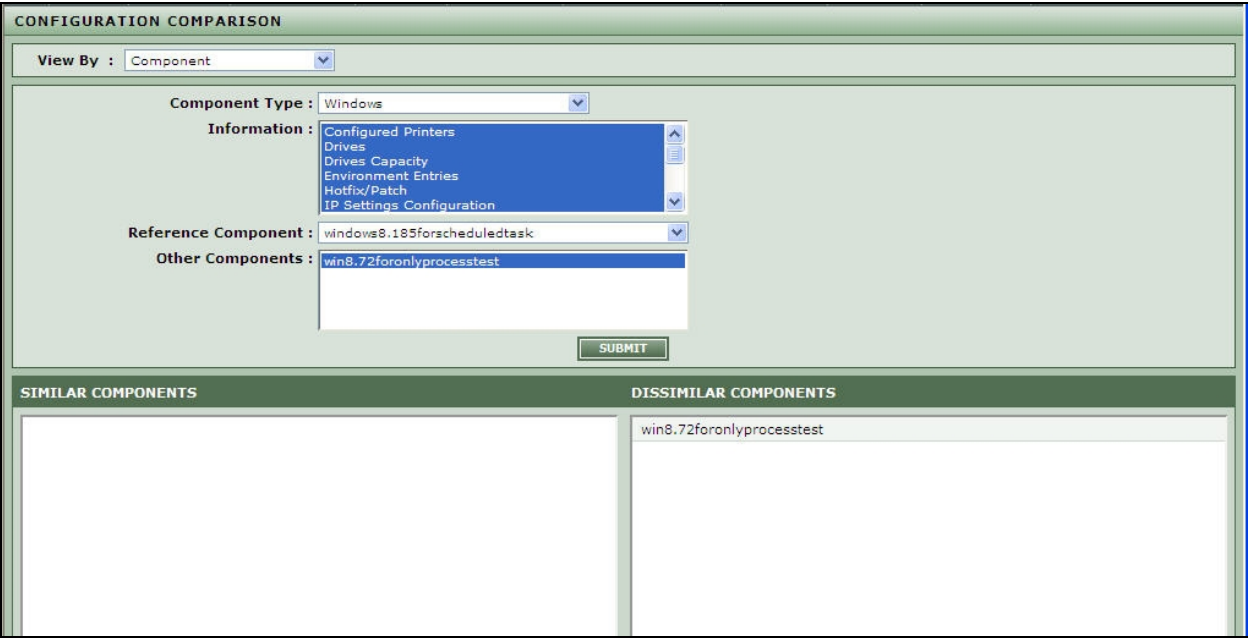 CONFIGURATION COMPARISON
View By : Component
Component Type : Windows
Information : Configured Printers
Drives
Drives Capacity
Environment Entries
Hotfix/Patch
IP Settings Configuration
Reference Component : windows8.185forscheduledtask
Other Components : win8.72foronlyprocesstest
SUBMIT
SIMILAR COMPONENTS
DISSIMILAR COMPONENTS
win8.72foronlyprocesstest